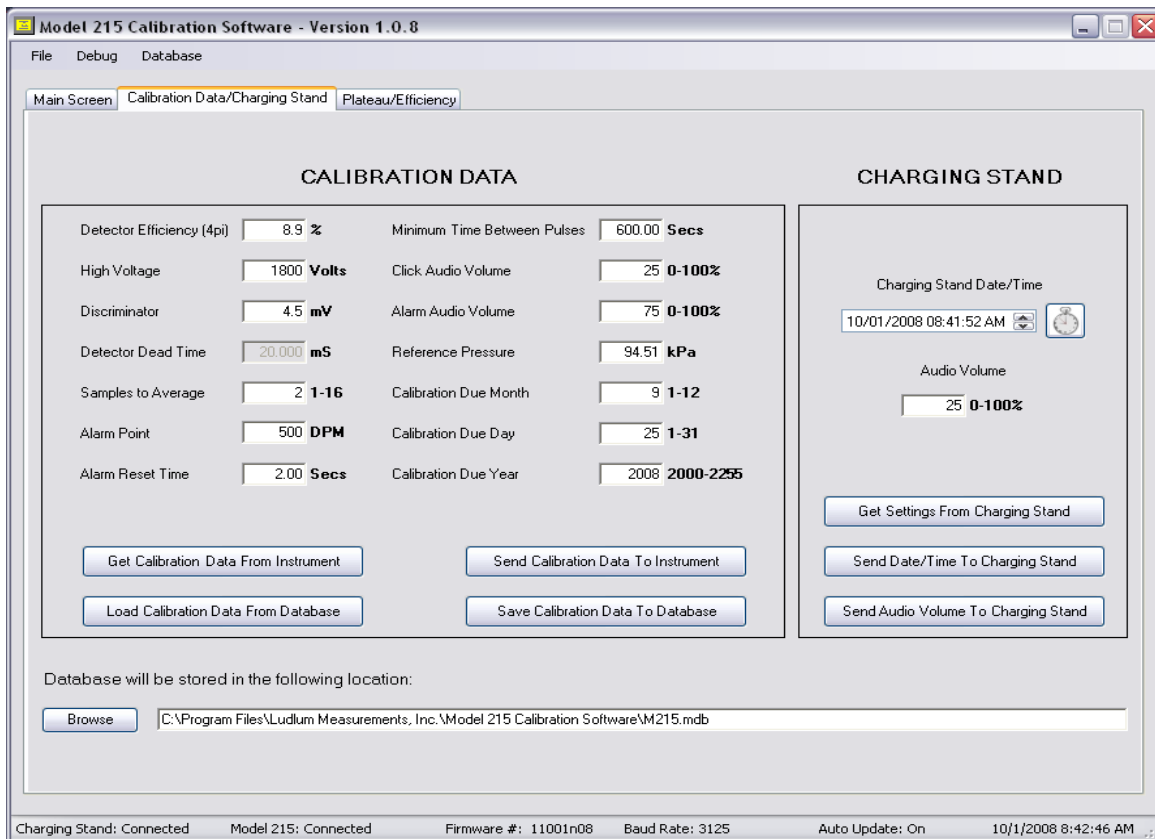 Model 215 Calibration Software - Version 1.0.8
File Debug Database
Main Screen Calibration Data/Charging Stand Plateau/Efficiency
CALIBRATION DATA
Detector Efficiency (4pi) 8.9 %
High Voltage 1800 Volts
Discriminator 4.5 mV
Detector Dead Time 20.000 mS
Samples to Average 2 1-16
Alarm Point 500 DPM
Alarm Reset Time 2.00 Secs
Minimum Time Between Pulses 600.00 Secs
Click Audio Volume 25 0-100%
Alarm Audio Volume 75 0-100%
Reference Pressure 94.51 kPa
Calibration Due Month 9 1-12
Calibration Due Day 25 1-31
Calibration Due Year 2008 2000-2255
Get Calibration Data From Instrument Send Calibration Data To Instrument
Load Calibration Data From Database Save Calibration Data To Database
CHARGING STAND
Charging Stand Date/Time
10/01/2008 08:41:52 AM
Audio Volume
25 0-100%
Get Settings From Charging Stand
Send Date/Time To Charging Stand
Send Audio Volume To Charging Stand
Database will be stored in the following location:
Browse C:\Program Files\Ludlum Measurements, Inc.\Model 215 Calibration Software\M215.mdb
Charging Stand: Connected Model 215: Connected Firmware #: 11001n08 Baud Rate: 3125 Auto Update: On 10/1/2008 8:42:46 AM